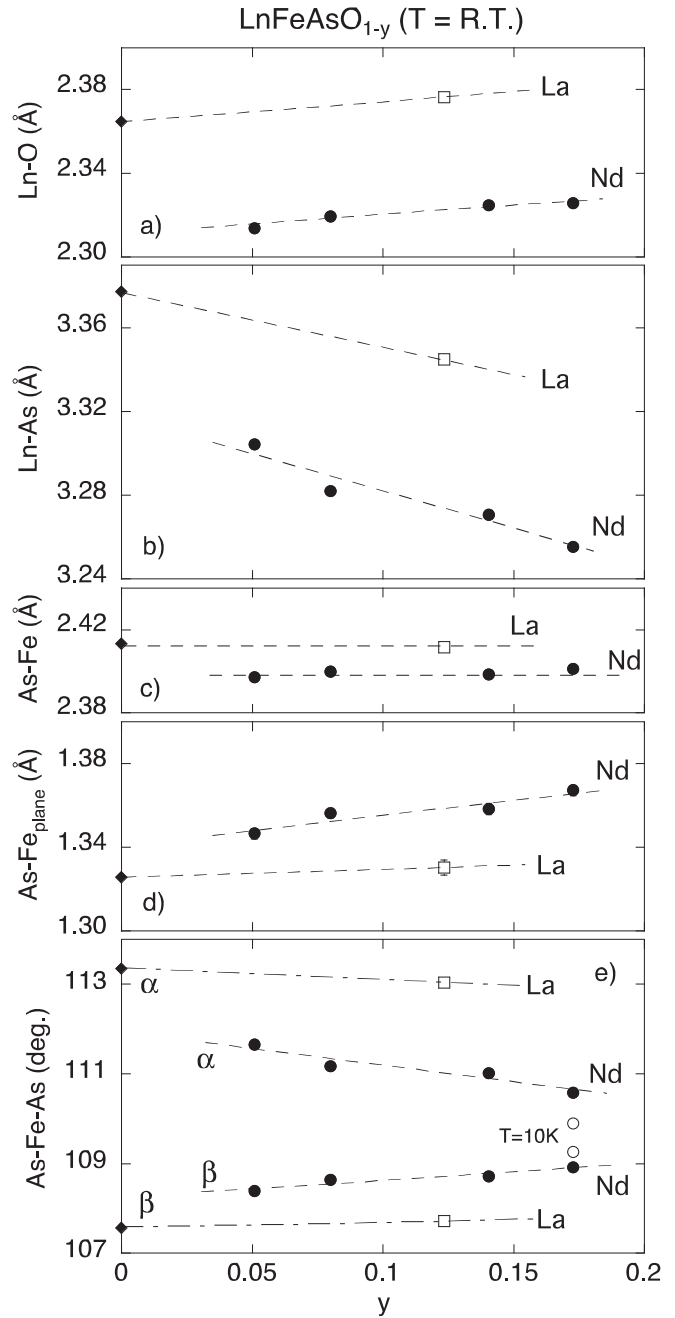 LnFeAsO1-y (T = R.T.)
Ln-O (Å)
2.38
2.34
2.30
La
Nd
a)
Ln-As (Å)
3.36
3.32
3.28
3.24
La
Nd
b)
As-Fe (Å)
2.42
2.38
La
Nd
c)
As-Feplane (Å)
1.38
1.34
1.30
Nd
La
d)
As-Fe-As (deg.)
113
111
109
107
e)
α
La
α
Nd
T=10K
β
Nd
β
La
0
0.05
0.1
0.15
0.2
y